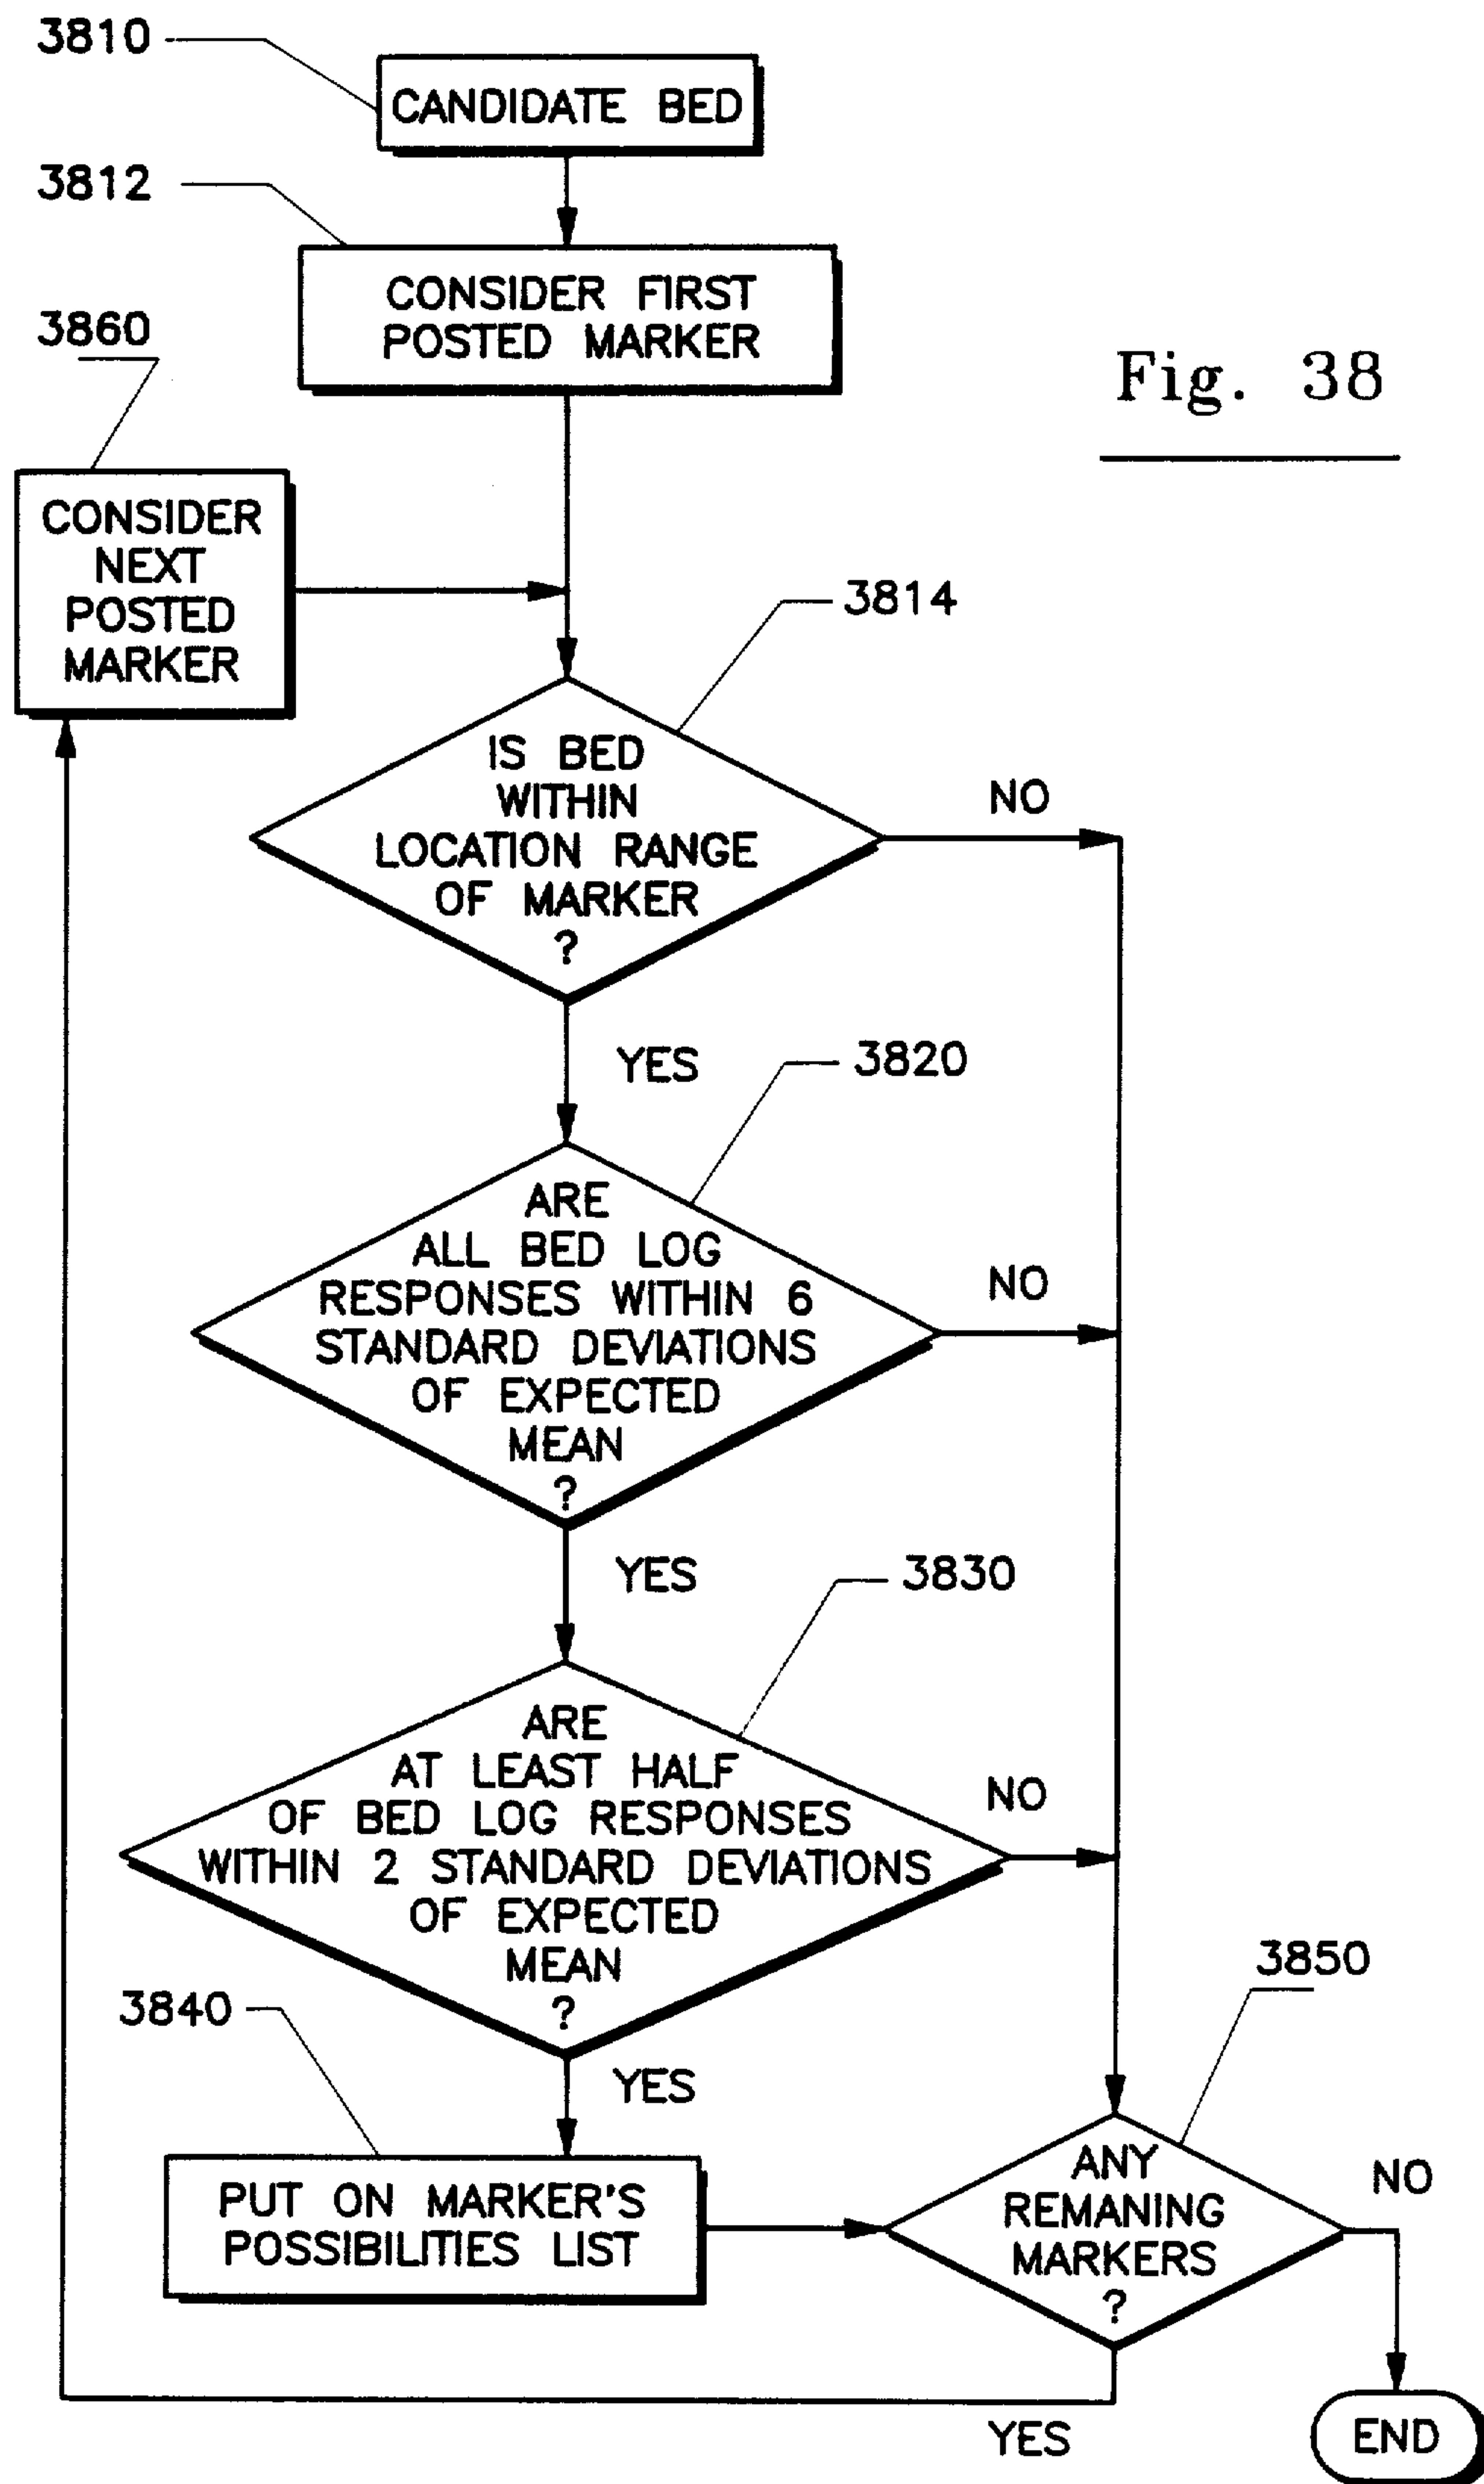 3810
CANDIDATE BED
3812
CONSIDER FIRST
POSTED MARKER
3860
Fig. 38
CONSIDER
NEXT
POSTED
MARKER
3814
IS BED
WITHIN
LOCATION RANGE
OF MARKER
?
NO
YES
3820
ARE
ALL BED LOG
RESPONSES WITHIN 6
STANDARD DEVIATIONS
OF EXPECTED
MEAN
?
NO
YES
3830
ARE
AT LEAST HALF
OF BED LOG RESPONSES
WITHIN 2 STANDARD DEVIATIONS
OF EXPECTED
MEAN
?
NO
3840
YES
3850
PUT ON MARKER'S
POSSIBILITIES LIST
ANY
REMANING
MARKERS
?
NO
YES
END